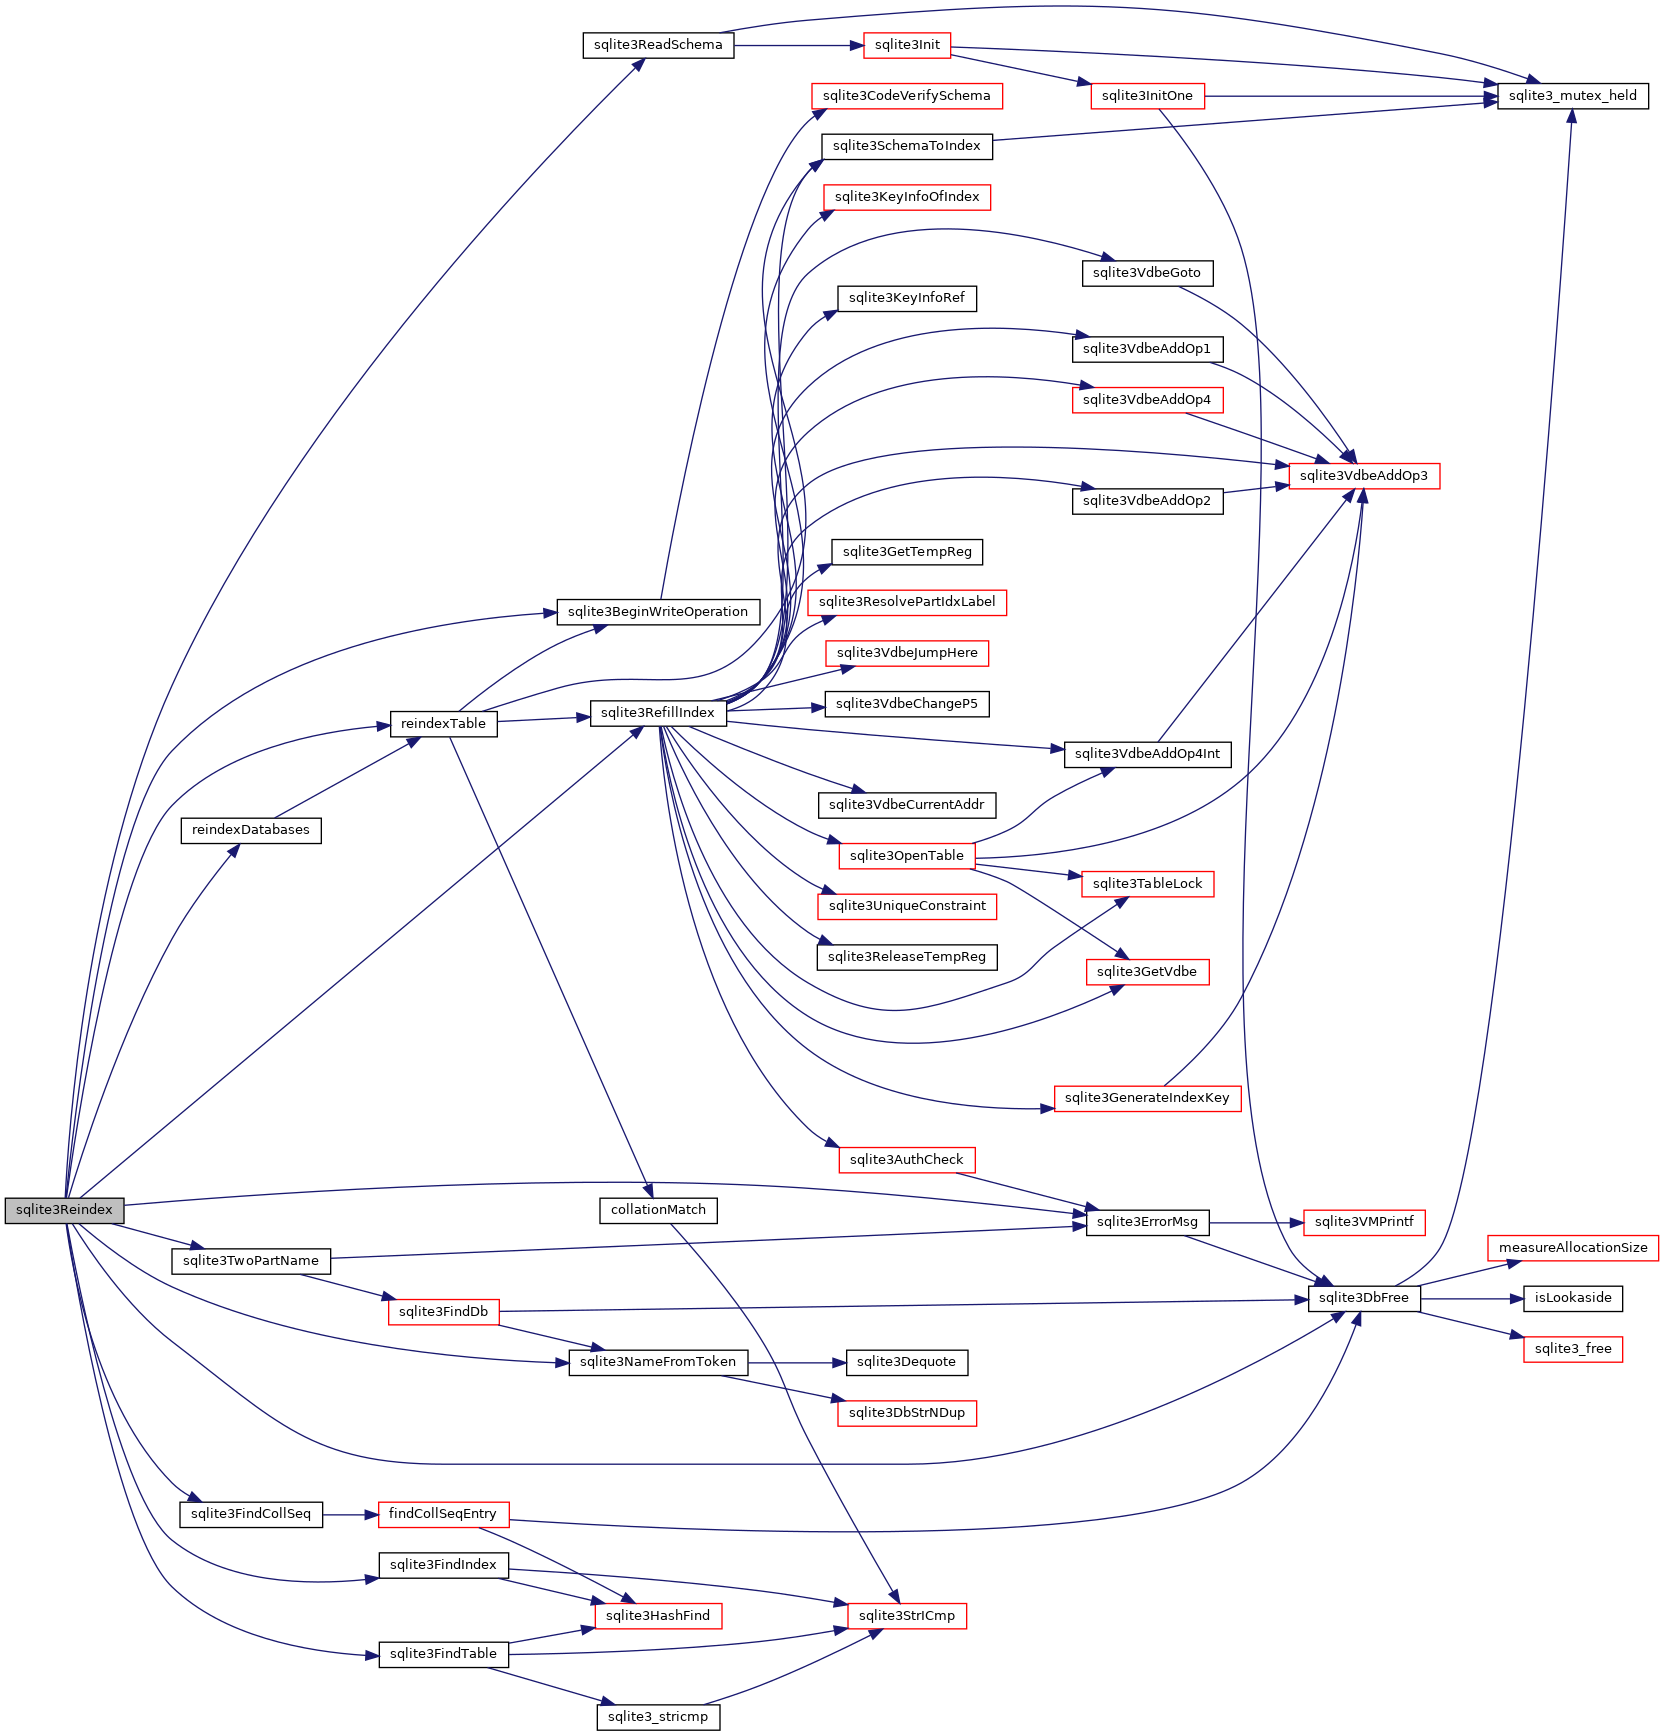 sqlite3ReadSchema
sqlite3Init
sqlite3CodeVerifySchema
sqlite3InitOne
sqlite3_mutex_held
sqlite3SchemaToIndex
sqlite3KeyInfoOfIndex
sqlite3VdbeGoto
sqlite3KeyInfoRef
sqlite3VdbeAddOp1
sqlite3VdbeAddOp4
sqlite3VdbeAddOp3
sqlite3VdbeAddOp2
sqlite3GetTempReg
sqlite3BeginWriteOperation
sqlite3ResolvePartIdxLabel
sqlite3VdbeJumpHere
sqlite3VdbeChangeP5
reindexTable
sqlite3RefillIndex
sqlite3VdbeAddOp4Int
sqlite3VdbeCurrentAddr
reindexDatabases
sqlite3OpenTable
sqlite3TableLock
sqlite3UniqueConstraint
sqlite3ReleaseTempReg
sqlite3GetVdbe
sqlite3GenerateIndexKey
sqlite3AuthCheck
sqlite3Reindex
collationMatch
sqlite3ErrorMsg
sqlite3VMPrintf
sqlite3TwoPartName
measureAllocationSize
sqlite3FindDb
sqlite3DbFree
isLookaside
sqlite3NameFromToken
sqlite3Dequote
sqlite3_free
sqlite3DbStrNDup
sqlite3FindCollSeq
findCollSeqEntry
sqlite3FindIndex
sqlite3HashFind
sqlite3StrICmp
sqlite3FindTable
sqlite3_stricmp